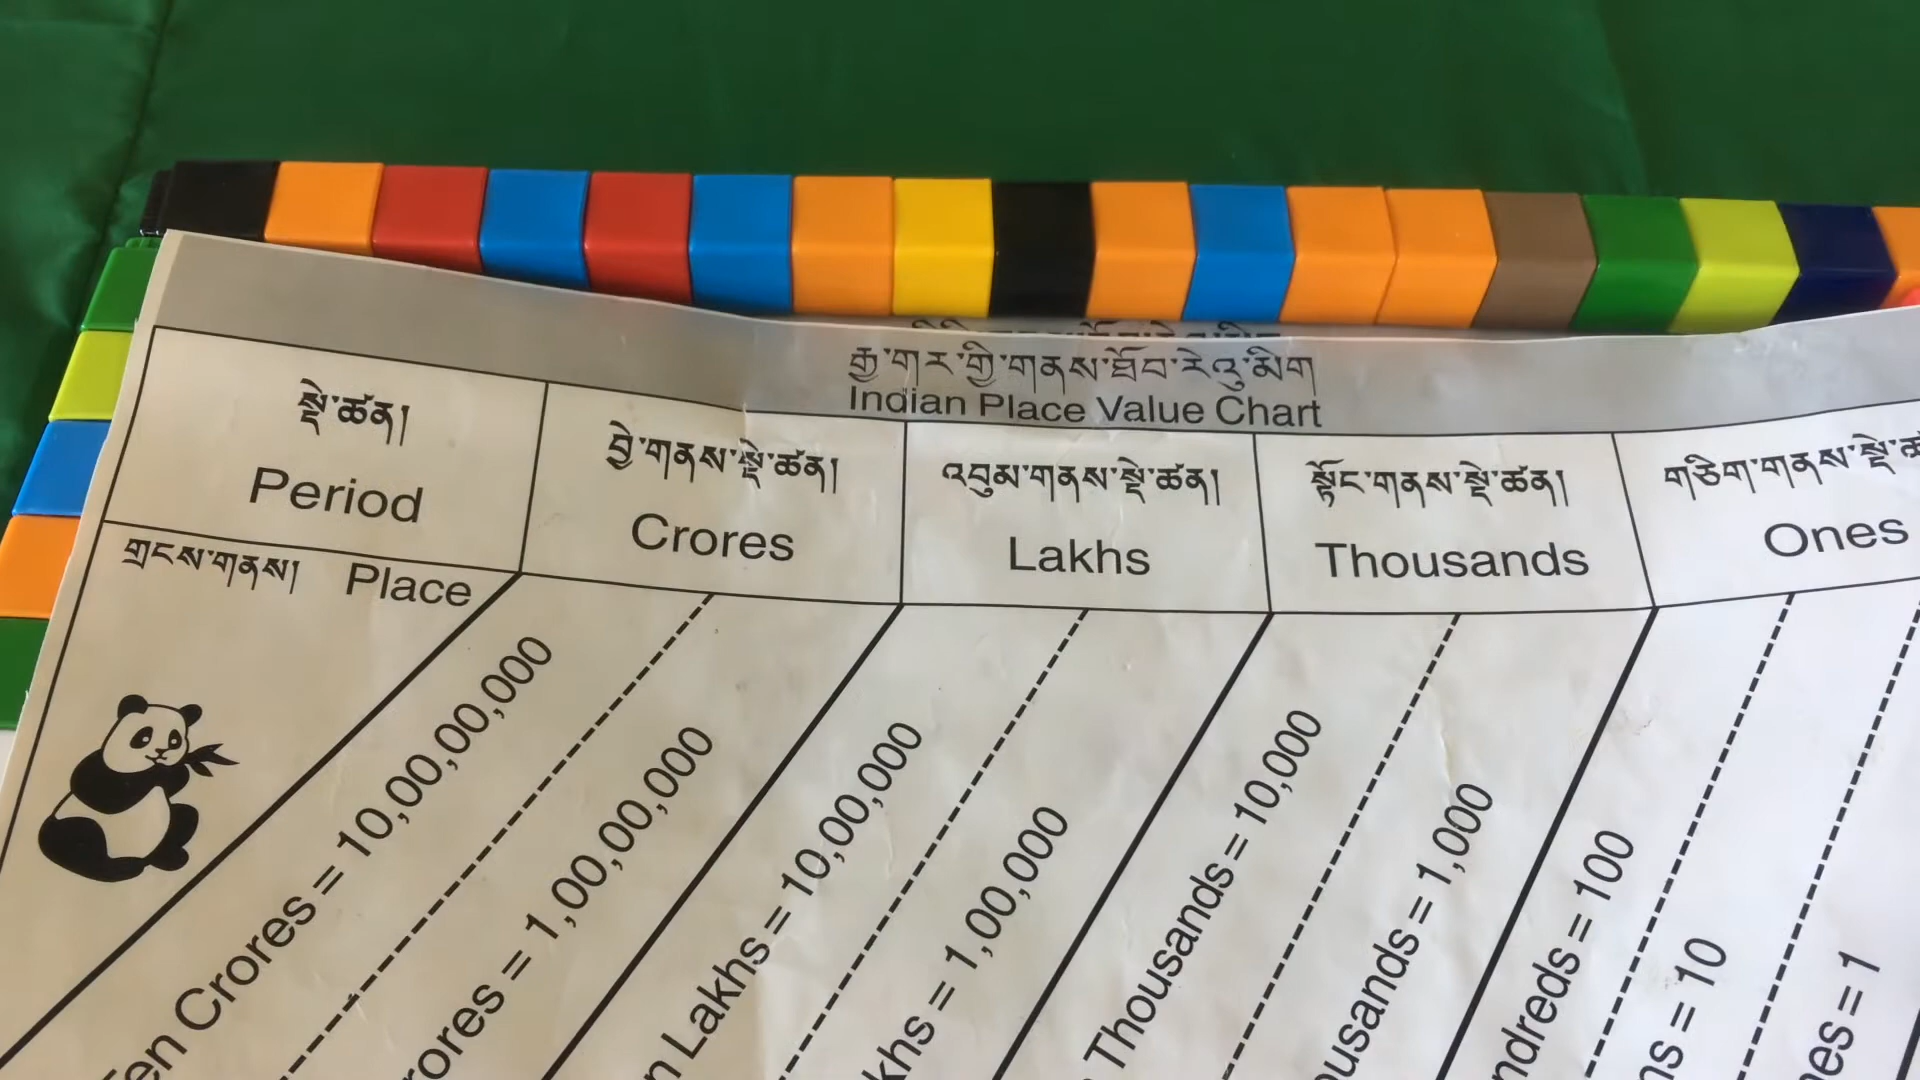 རྒྱ་གར་གྱི་གནས་ཐོབ་རེའུ་མིག
Indian Place Value Chart
སྡེ་ཚན།
Period
བྱེ་གནས་སྡེ་ཚན།
Crores
འབུམ་གནས་སྡེ་ཚན།
Lakhs
སྟོང་གནས་སྡེ་ཚན།
Thousands
གཅིག་གནས་སྡེ་
Ones
གྲངས་གནས། Place
Crores = 10,00,00,000
= 1,00,00,000
Lakhs = 10,00,000
= 1,00,000
Thousands = 10,000
= 1,000
= 100
= 10
= 1